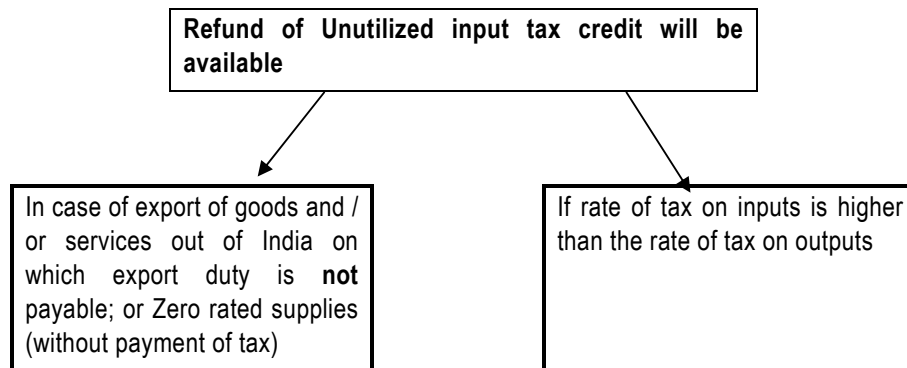 Refund of Unutilized input tax credit will be
available
In case of export of goods and /
or services out of India on
which export duty is not
payable; or Zero rated supplies
(without payment of tax)
If rate of tax on inputs is higher
than the rate of tax on outputs